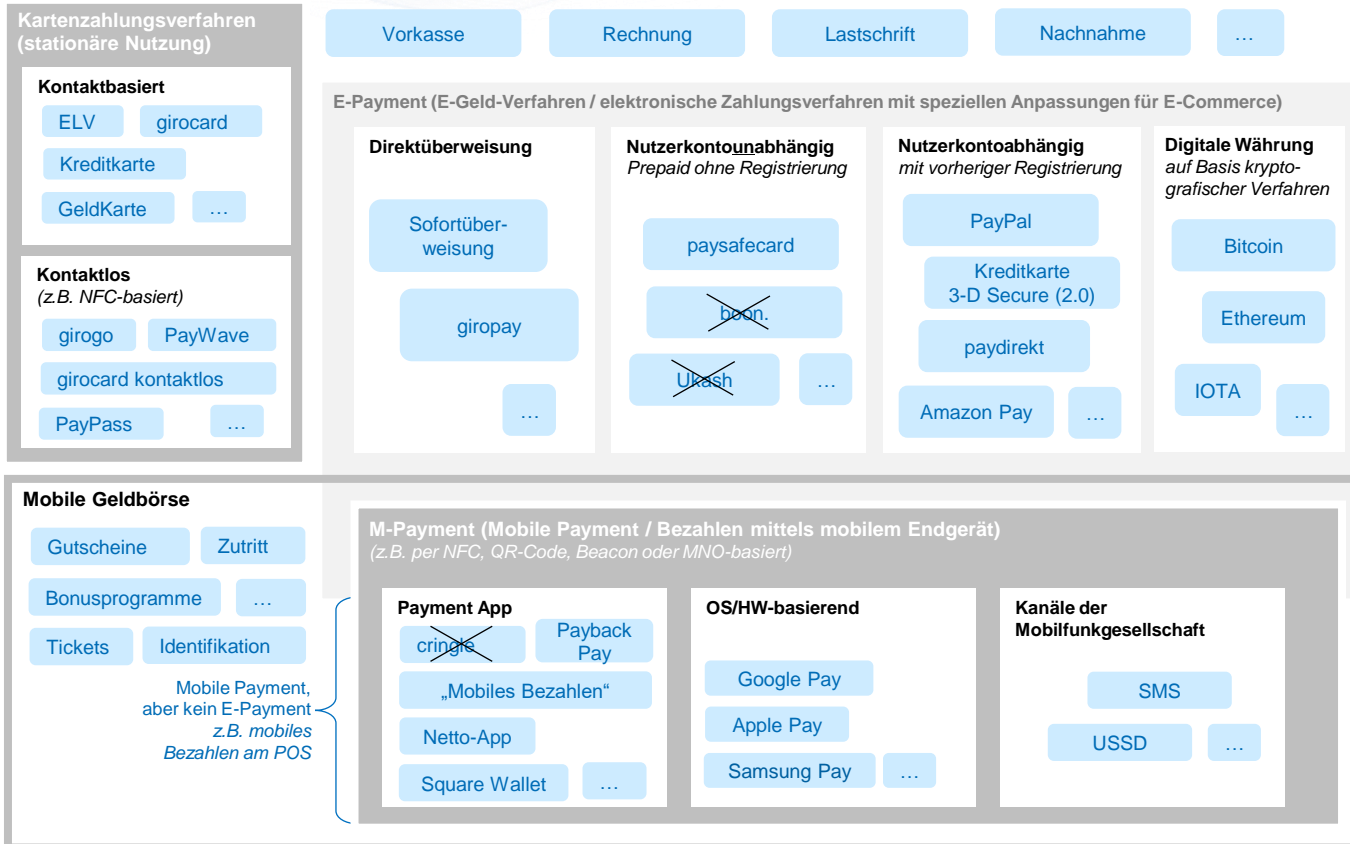 Kartenzahlungsverfahren
(stationäre Nutzung)
Kontaktbasiert
ELV
girocard
Kreditkarte
GeldKarte
…
Kontaktlos
(z.B. NFC-basiert)
girogo
PayWave
girocard kontaktlos
PayPass
…
Vorkasse
Rechnung
Lastschrift
Nachnahme
…
E-Payment (E-Geld-Verfahren / elektronische Zahlungsverfahren mit speziellen Anpassungen für E-Commerce)
Direktüberweisung
Sofortüber-
weisung
giropay
…
Nutzerkontounabhängig
Prepaid ohne Registrierung
paysafecard
boon.
Ukash
…
Nutzerkontoabhängig
mit vorheriger Registrierung
PayPal
Kreditkarte
3-D Secure (2.0)
paydirekt
Amazon Pay
…
Digitale Währung
auf Basis krypto-
grafischer Verfahren
Bitcoin
Ethereum
IOTA
…
Mobile Geldbörse
Gutscheine
Zutritt
Bonusprogramme
…
Tickets
Identifikation
Mobile Payment,
aber kein E-Payment
z.B. mobiles
Bezahlen am POS
M-Payment (Mobile Payment / Bezahlen mittels mobilem Endgerät)
(z.B. per NFC, QR-Code, Beacon oder MNO-basiert)
Payment App
cringle
Payback
Pay
„Mobiles Bezahlen“
Netto-App
Square Wallet
…
OS/HW-basierend
Google Pay
Apple Pay
Samsung Pay
…
Kanäle der
Mobilfunkgesellschaft
SMS
USSD
…